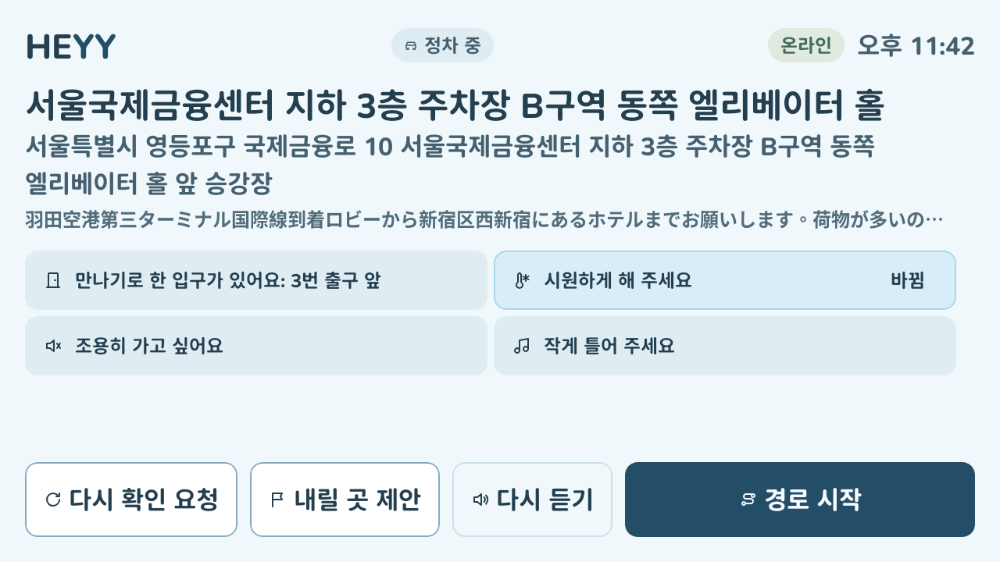 HEYY
정차 중
온라인
오후 11:42
서울국제금융센터 지하 3층 주차장 B구역 동쪽 엘리베이터 홀
서울특별시 영등포구 국제금융로 10 서울국제금융센터 지하 3층 주차장 B구역 동쪽
엘리베이터 홀 앞 승강장
羽田空港第三ターミナル国際線到着ロビーから新宿区西新宿にあるホテルまでお願いします。荷物が多いの…
만나기로 한 입구가 있어요: 3번 출구 앞
시원하게 해 주세요
바뀜
조용히 가고 싶어요
작게 틀어 주세요
다시 확인 요청
내릴 곳 제안
다시 듣기
경로 시작